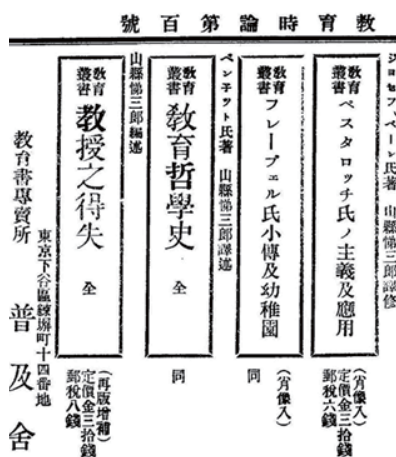 教育時論第百號
ジョセフ、ペーン氏著 山縣悌三郎譯修
教育叢書 ペスタロッチ氏ノ主義及應用
(肖像入)
定價金三拾錢
郵税六錢
教育叢書 フレーブェル氏小傳及幼稚園
(肖像入)
同
ベンテット氏著 山縣悌三郎譯述
教育叢書 教育哲學史 全
同
山縣悌三郎編述
教育叢書 教授之得失 全
(再版增補)
定價金三拾錢
郵税八錢
東京下谷區練塀町十四番地
教育書專賣所 普及舍